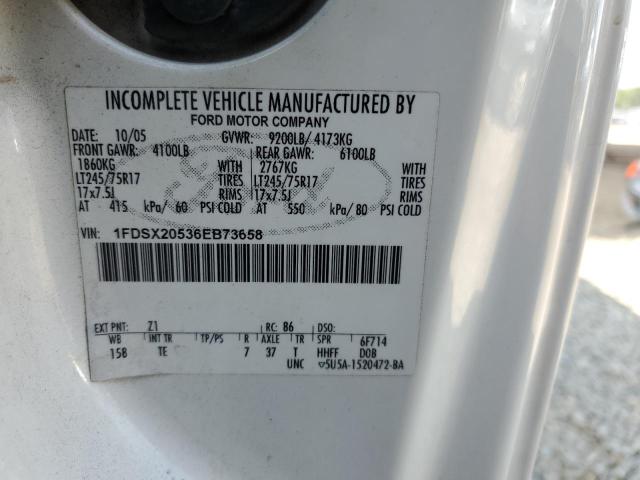 INCOMPLETE VEHICLE MANUFACTURED BY
FORD MOTOR COMPANY
DATE: 10/05 GVWR: 9200LB/ 4173KG
FRONT GAWR: 4100LB REAR GAWR: 6100LB
1860KG WITH 2767KG WITH
LT245/75R17 TIRES LT245/75R17 TIRES
17x7.5J RIMS 17x7.5J RIMS
AT 415 kPa/ 60 PSI COLD AT 550 kPa/ 80 PSI COLD
VIN: 1FDSX20536EB73658
EXT PNT: Z1 RC: 86 DSO:
WB INT TR TP/PS R AXLE TR SPR 6F714
158 TE 7 37 T HHFF DOB
UNC ▽5U5A-1520472-BA
Ford